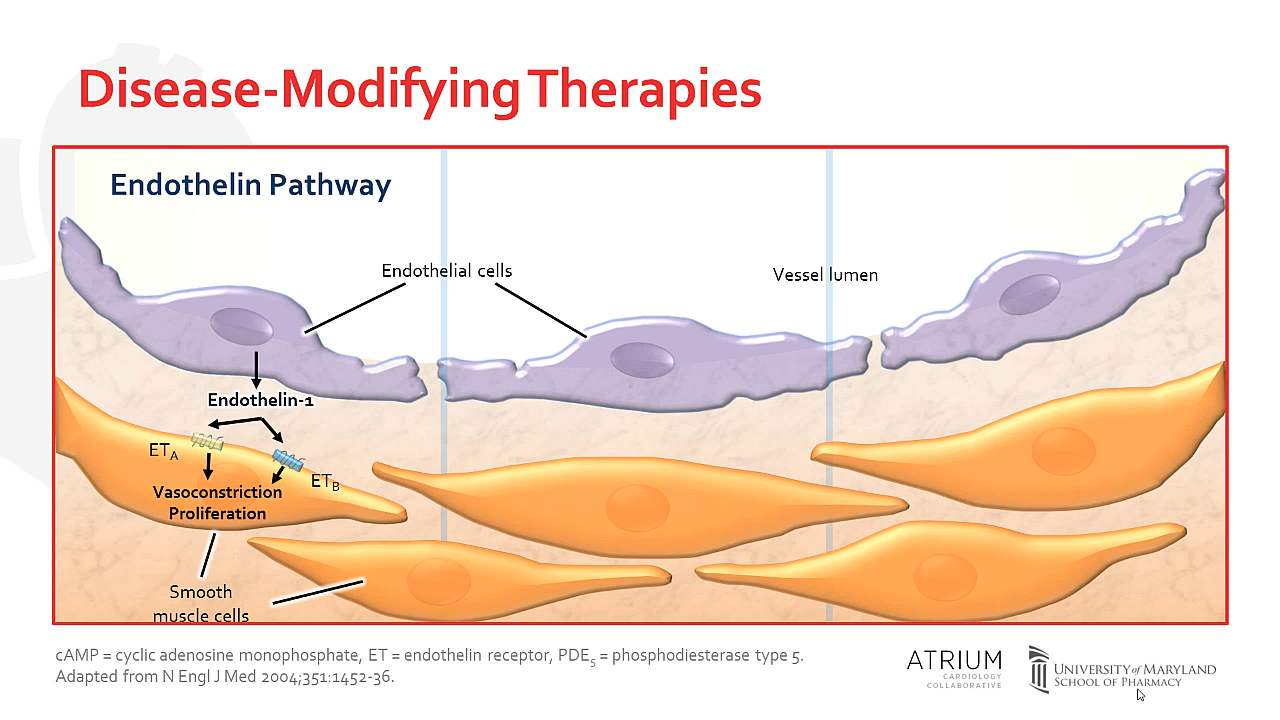 Disease-Modifying Therapies
Endothelin Pathway
Endothelial cells
Vessel lumen
Endothelin-1
ET_A
ET_B
Vasoconstriction
Proliferation
Smooth
muscle cells
cAMP = cyclic adenosine monophosphate, ET = endothelin receptor, PDE₅ = phosphodiesterase type 5.
Adapted from N Engl J Med 2004;351:1452-36.
ATRIUM
CARDIOLOGY
COLLABORATIVE
UNIVERSITY of MARYLAND
SCHOOL OF PHARMACY